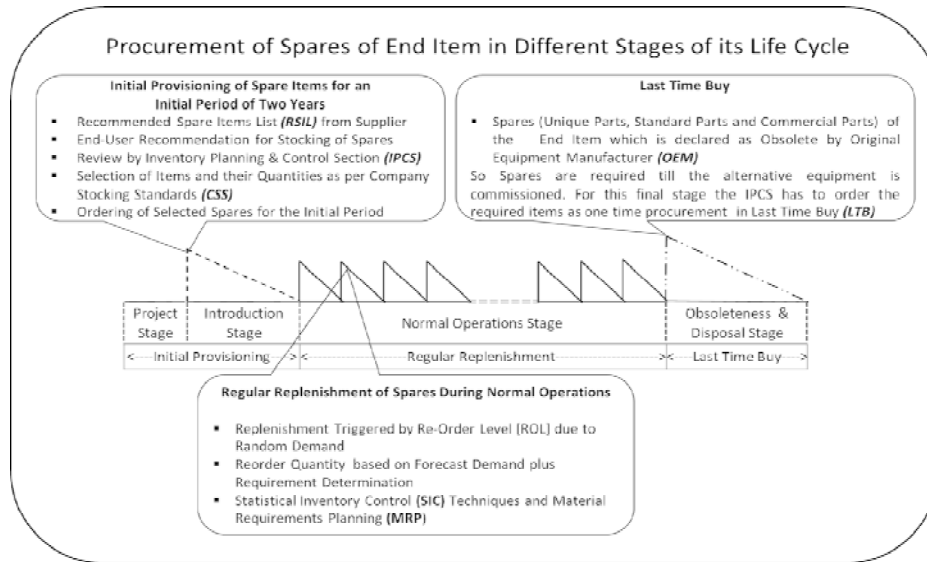 Procurement of Spares of End Item in Different Stages of its Life Cycle
Initial Provisioning of Spare Items for an
Initial Period of Two Years
▪ Recommended Spare Items List (RSIL) from Supplier
▪ End-User Recommendation for Stocking of Spares
▪ Review by Inventory Planning & Control Section (IPCS)
▪ Selection of Items and their Quantities as per Company
Stocking Standards (CSS)
▪ Ordering of Selected Spares for the Initial Period
Last Time Buy
▪ Spares (Unique Parts, Standard Parts and Commercial Parts) of
the End Item which is declared as Obsolete by Original
Equipment Manufacturer (OEM)
So Spares are required till the alternative equipment is
commissioned. For this final stage the IPCS has to order the
required items as one time procurement in Last Time Buy (LTB)
Project
Stage
Introduction
Stage
Normal Operations Stage
Obsoleteness &
Disposal Stage
Initial Provisioning
Regular Replenishment
Last Time Buy
Regular Replenishment of Spares During Normal Operations
▪ Replenishment Triggered by Re-Order Level (ROL) due to
Random Demand
▪ Reorder Quantity based on Forecast Demand plus
Requirement Determination
▪ Statistical Inventory Control (SIC) Techniques and Material
Requirements Planning (MRP)